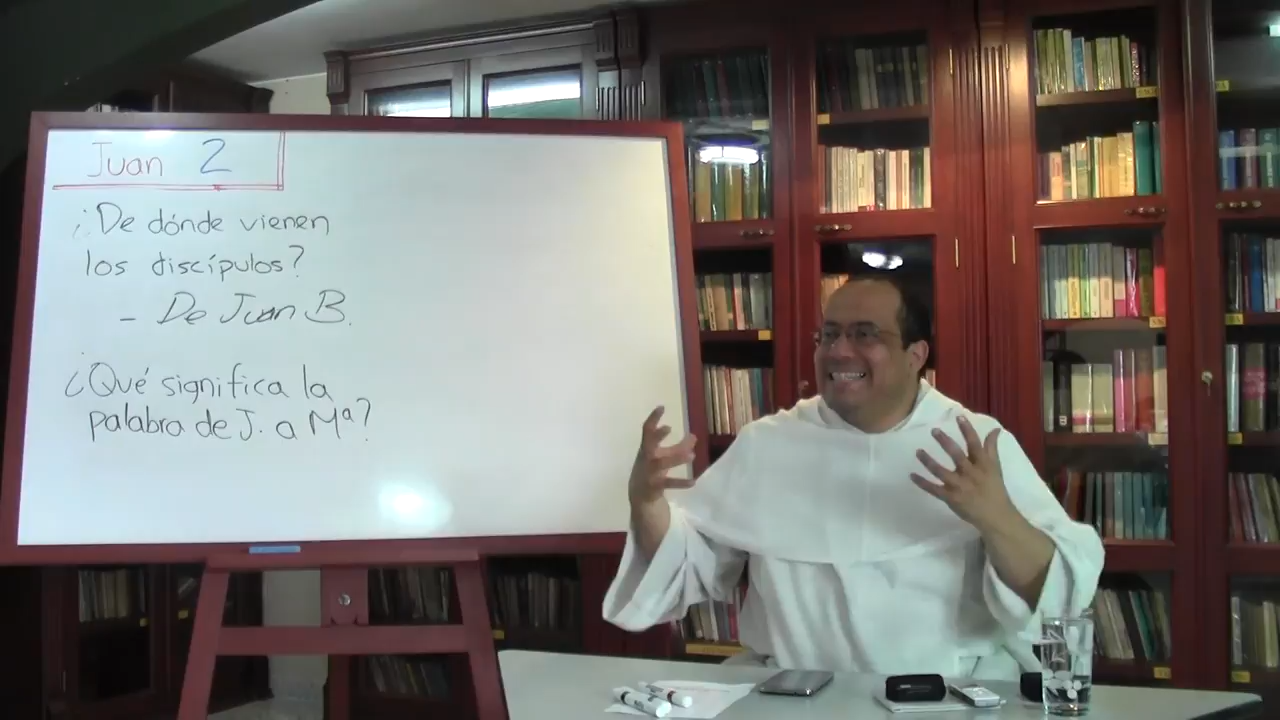 Juan 2
¿De dónde vienen
los discípulos?
- De Juan B.
¿Qué significa la
palabra de J. a Mª?